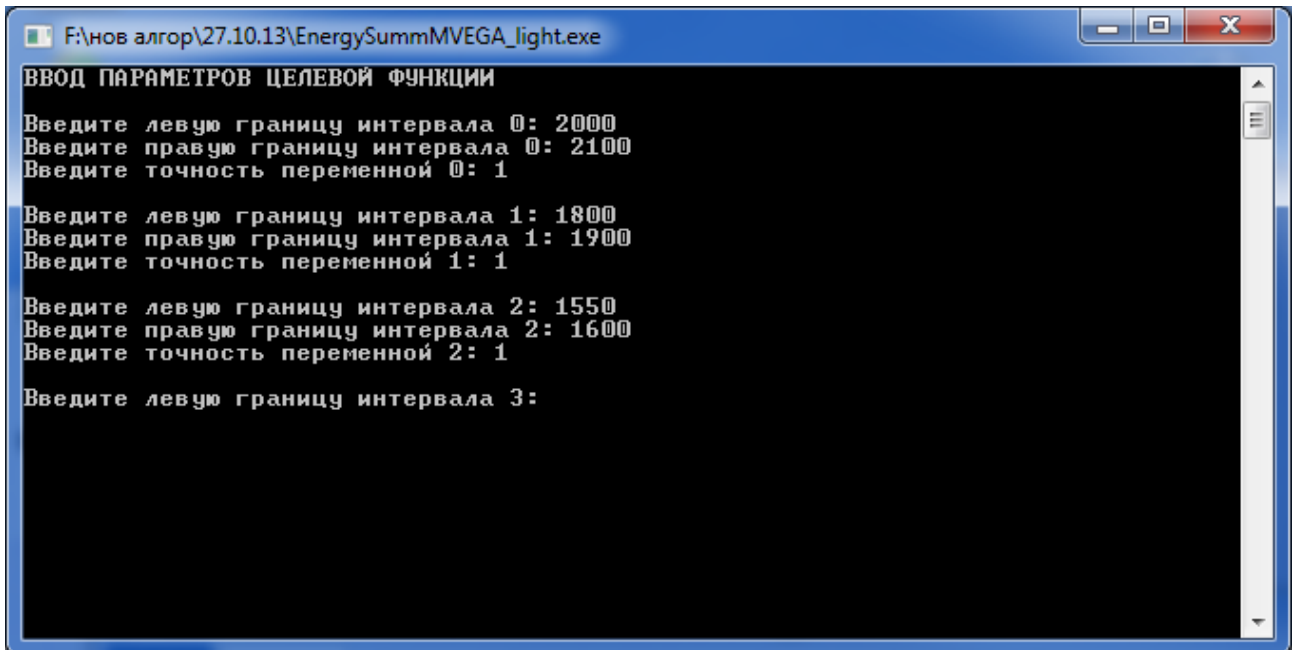 F:\нов алгор\27.10.13\EnergySummMVEGA_light.exe
ВВОД ПАРАМЕТРОВ ЦЕЛЕВОЙ ФУНКЦИИ
Введите левую границу интервала 0: 2000
Введите правую границу интервала 0: 2100
Введите точность переменной 0: 1
Введите левую границу интервала 1: 1800
Введите правую границу интервала 1: 1900
Введите точность переменной 1: 1
Введите левую границу интервала 2: 1550
Введите правую границу интервала 2: 1600
Введите точность переменной 2: 1
Введите левую границу интервала 3: